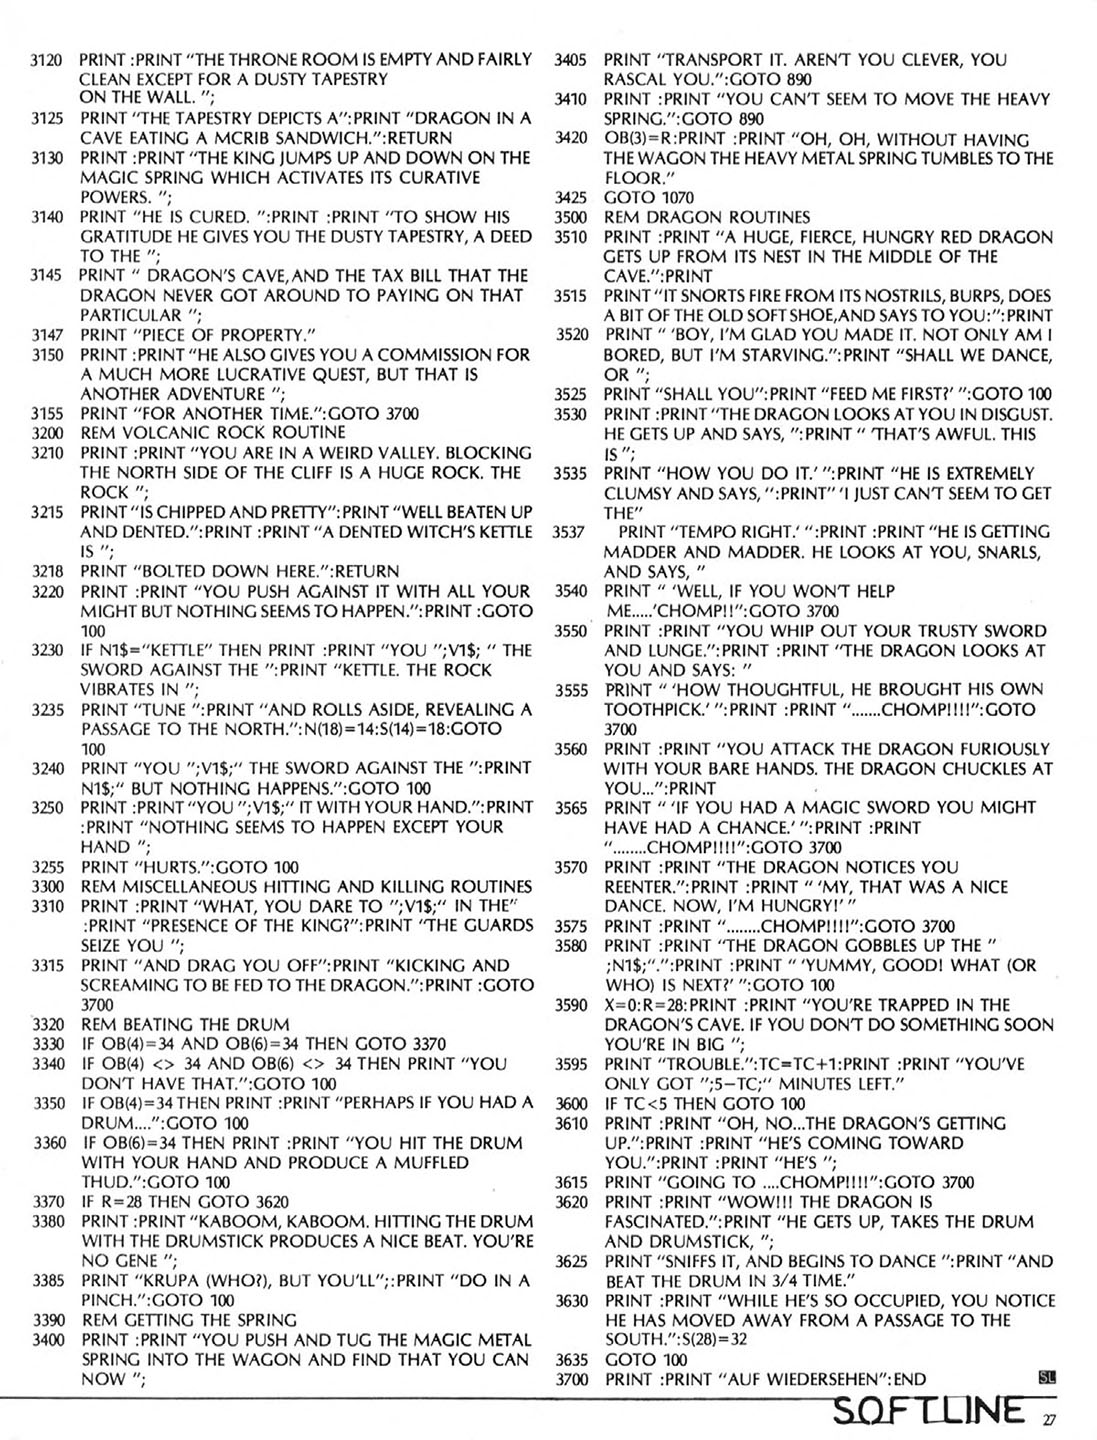 3120 PRINT :PRINT “THE THRONE ROOM IS EMPTY AND FAIRLY
CLEAN EXCEPT FOR A DUSTY TAPESTRY
ON THE WALL. ”;
3125 PRINT “THE TAPESTRY DEPICTS A”:PRINT “DRAGON IN A
CAVE EATING A MCRIB SANDWICH.”:RETURN
3130 PRINT :PRINT “THE KING JUMPS UP AND DOWN ON THE
MAGIC SPRING WHICH ACTIVATES ITS CURATIVE
POWERS. ”;
3140 PRINT “HE IS CURED. ”:PRINT :PRINT “TO SHOW HIS
GRATITUDE HE GIVES YOU THE DUSTY TAPESTRY, A DEED
TO THE ”;
3145 PRINT “ DRAGON'S CAVE,AND THE TAX BILL THAT THE
DRAGON NEVER GOT AROUND TO PAYING ON THAT
PARTICULAR ”;
3147 PRINT “PIECE OF PROPERTY.”
3150 PRINT :PRINT “HE ALSO GIVES YOU A COMMISSION FOR
A MUCH MORE LUCRATIVE QUEST, BUT THAT IS
ANOTHER ADVENTURE ”;
3155 PRINT “FOR ANOTHER TIME.”:GOTO 3700
3200 REM VOLCANIC ROCK ROUTINE
3210 PRINT :PRINT “YOU ARE IN A WEIRD VALLEY. BLOCKING
THE NORTH SIDE OF THE CLIFF IS A HUGE ROCK. THE
ROCK ”;
3215 PRINT “IS CHIPPED AND PRETTY”:PRINT “WELL BEATEN UP
AND DENTED.”:PRINT :PRINT “A DENTED WITCH'S KETTLE
IS ”;
3218 PRINT “BOLTED DOWN HERE.”:RETURN
3220 PRINT :PRINT “YOU PUSH AGAINST IT WITH ALL YOUR
MIGHT BUT NOTHING SEEMS TO HAPPEN.”:PRINT :GOTO
100
3230 IF N1$=“KETTLE” THEN PRINT :PRINT “YOU ”;V1$; “ THE
SWORD AGAINST THE ”:PRINT “KETTLE. THE ROCK
VIBRATES IN ”;
3235 PRINT “TUNE ”:PRINT “AND ROLLS ASIDE, REVEALING A
PASSAGE TO THE NORTH.”:N(18)=14:S(14)=18:GOTO
100
3240 PRINT “YOU ”;V1$;“ THE SWORD AGAINST THE ”:PRINT
N1$;“ BUT NOTHING HAPPENS.”:GOTO 100
3250 PRINT :PRINT “YOU ”;V1$;“ IT WITH YOUR HAND.”:PRINT
:PRINT “NOTHING SEEMS TO HAPPEN EXCEPT YOUR
HAND ”;
3255 PRINT “HURTS.”:GOTO 100
3300 REM MISCELLANEOUS HITTING AND KILLING ROUTINES
3310 PRINT :PRINT “WHAT, YOU DARE TO ”;V1$;“ IN THE”
:PRINT “PRESENCE OF THE KING?”:PRINT “THE GUARDS
SEIZE YOU ”;
3315 PRINT “AND DRAG YOU OFF”:PRINT “KICKING AND
SCREAMING TO BE FED TO THE DRAGON.”:PRINT :GOTO
3700
3320 REM BEATING THE DRUM
3330 IF OB(4)=34 AND OB(6)=34 THEN GOTO 3370
3340 IF OB(4) <> 34 AND OB(6) <> 34 THEN PRINT “YOU
DON'T HAVE THAT.”:GOTO 100
3350 IF OB(4)=34 THEN PRINT :PRINT “PERHAPS IF YOU HAD A
DRUM....”:GOTO 100
3360 IF OB(6)=34 THEN PRINT :PRINT “YOU HIT THE DRUM
WITH YOUR HAND AND PRODUCE A MUFFLED
THUD.”:GOTO 100
3370 IF R=28 THEN GOTO 3620
3380 PRINT :PRINT “KABOOM, KABOOM. HITTING THE DRUM
WITH THE DRUMSTICK PRODUCES A NICE BEAT. YOU'RE
NO GENE ”;
3385 PRINT “KRUPA (WHO?), BUT YOU'LL”;:PRINT “DO IN A
PINCH.”:GOTO 100
3390 REM GETTING THE SPRING
3400 PRINT :PRINT “YOU PUSH AND TUG THE MAGIC METAL
SPRING INTO THE WAGON AND FIND THAT YOU CAN
NOW ”;
3405 PRINT “TRANSPORT IT. AREN'T YOU CLEVER, YOU
RASCAL YOU.”:GOTO 890
3410 PRINT :PRINT “YOU CAN'T SEEM TO MOVE THE HEAVY
SPRING.”:GOTO 890
3420 OB(3)=R:PRINT :PRINT “OH, OH, WITHOUT HAVING
THE WAGON THE HEAVY METAL SPRING TUMBLES TO THE
FLOOR.”
3425 GOTO 1070
3500 REM DRAGON ROUTINES
3510 PRINT :PRINT “A HUGE, FIERCE, HUNGRY RED DRAGON
GETS UP FROM ITS NEST IN THE MIDDLE OF THE
CAVE.”:PRINT
3515 PRINT “IT SNORTS FIRE FROM ITS NOSTRILS, BURPS, DOES
A BIT OF THE OLD SOFT SHOE,AND SAYS TO YOU:”:PRINT
3520 PRINT “ 'BOY, I'M GLAD YOU MADE IT. NOT ONLY AM I
BORED, BUT I'M STARVING.”:PRINT “SHALL WE DANCE,
OR ”;
3525 PRINT “SHALL YOU”:PRINT “FEED ME FIRST?' ”:GOTO 100
3530 PRINT :PRINT “THE DRAGON LOOKS AT YOU IN DISGUST.
HE GETS UP AND SAYS, ”:PRINT “ 'THAT'S AWFUL. THIS
IS ”;
3535 PRINT “HOW YOU DO IT.' ”:PRINT “HE IS EXTREMELY
CLUMSY AND SAYS, ”:PRINT“ 'I JUST CAN'T SEEM TO GET
THE”
3537 PRINT “TEMPO RIGHT.' ”:PRINT :PRINT “HE IS GETTING
MADDER AND MADDER. HE LOOKS AT YOU, SNARLS,
AND SAYS, ”
3540 PRINT “ 'WELL, IF YOU WON'T HELP
ME.....'CHOMP!!”:GOTO 3700
3550 PRINT :PRINT “YOU WHIP OUT YOUR TRUSTY SWORD
AND LUNGE.”:PRINT :PRINT “THE DRAGON LOOKS AT
YOU AND SAYS: ”
3555 PRINT “ 'HOW THOUGHTFUL, HE BROUGHT HIS OWN
TOOTHPICK.' ”:PRINT :PRINT “.......CHOMP!!!!”:GOTO
3700
3560 PRINT :PRINT “YOU ATTACK THE DRAGON FURIOUSLY
WITH YOUR BARE HANDS. THE DRAGON CHUCKLES AT
YOU...”:PRINT
3565 PRINT “ 'IF YOU HAD A MAGIC SWORD YOU MIGHT
HAVE HAD A CHANCE.' ”:PRINT :PRINT
“........CHOMP!!!!”:GOTO 3700
3570 PRINT :PRINT “THE DRAGON NOTICES YOU
REENTER.”:PRINT :PRINT “ 'MY, THAT WAS A NICE
DANCE. NOW, I'M HUNGRY!' ”
3575 PRINT :PRINT “........CHOMP!!!!”:GOTO 3700
3580 PRINT :PRINT “THE DRAGON GOBBLES UP THE ”
;N1$;“.”:PRINT :PRINT “ 'YUMMY, GOOD! WHAT (OR
WHO) IS NEXT?' ”:GOTO 100
3590 X=0:R=28:PRINT :PRINT “YOU'RE TRAPPED IN THE
DRAGON'S CAVE. IF YOU DON'T DO SOMETHING SOON
YOU'RE IN BIG ”;
3595 PRINT “TROUBLE.”:TC=TC+1:PRINT :PRINT “YOU'VE
ONLY GOT ”;5−TC;“ MINUTES LEFT.”
3600 IF TC<5 THEN GOTO 100
3610 PRINT :PRINT “OH, NO...THE DRAGON'S GETTING
UP.”:PRINT :PRINT “HE'S COMING TOWARD
YOU.”:PRINT :PRINT “HE'S ”;
3615 PRINT “GOING TO ....CHOMP!!!!”:GOTO 3700
3620 PRINT :PRINT “WOW!!! THE DRAGON IS
FASCINATED.”:PRINT “HE GETS UP, TAKES THE DRUM
AND DRUMSTICK, ”;
3625 PRINT “SNIFFS IT, AND BEGINS TO DANCE ”:PRINT “AND
BEAT THE DRUM IN 3/4 TIME.”
3630 PRINT :PRINT “WHILE HE'S SO OCCUPIED, YOU NOTICE
HE HAS MOVED AWAY FROM A PASSAGE TO THE
SOUTH.”:S(28)=32
3635 GOTO 100
3700 PRINT :PRINT “AUF WIEDERSEHEN”:END
SL
SOFTLINE 27